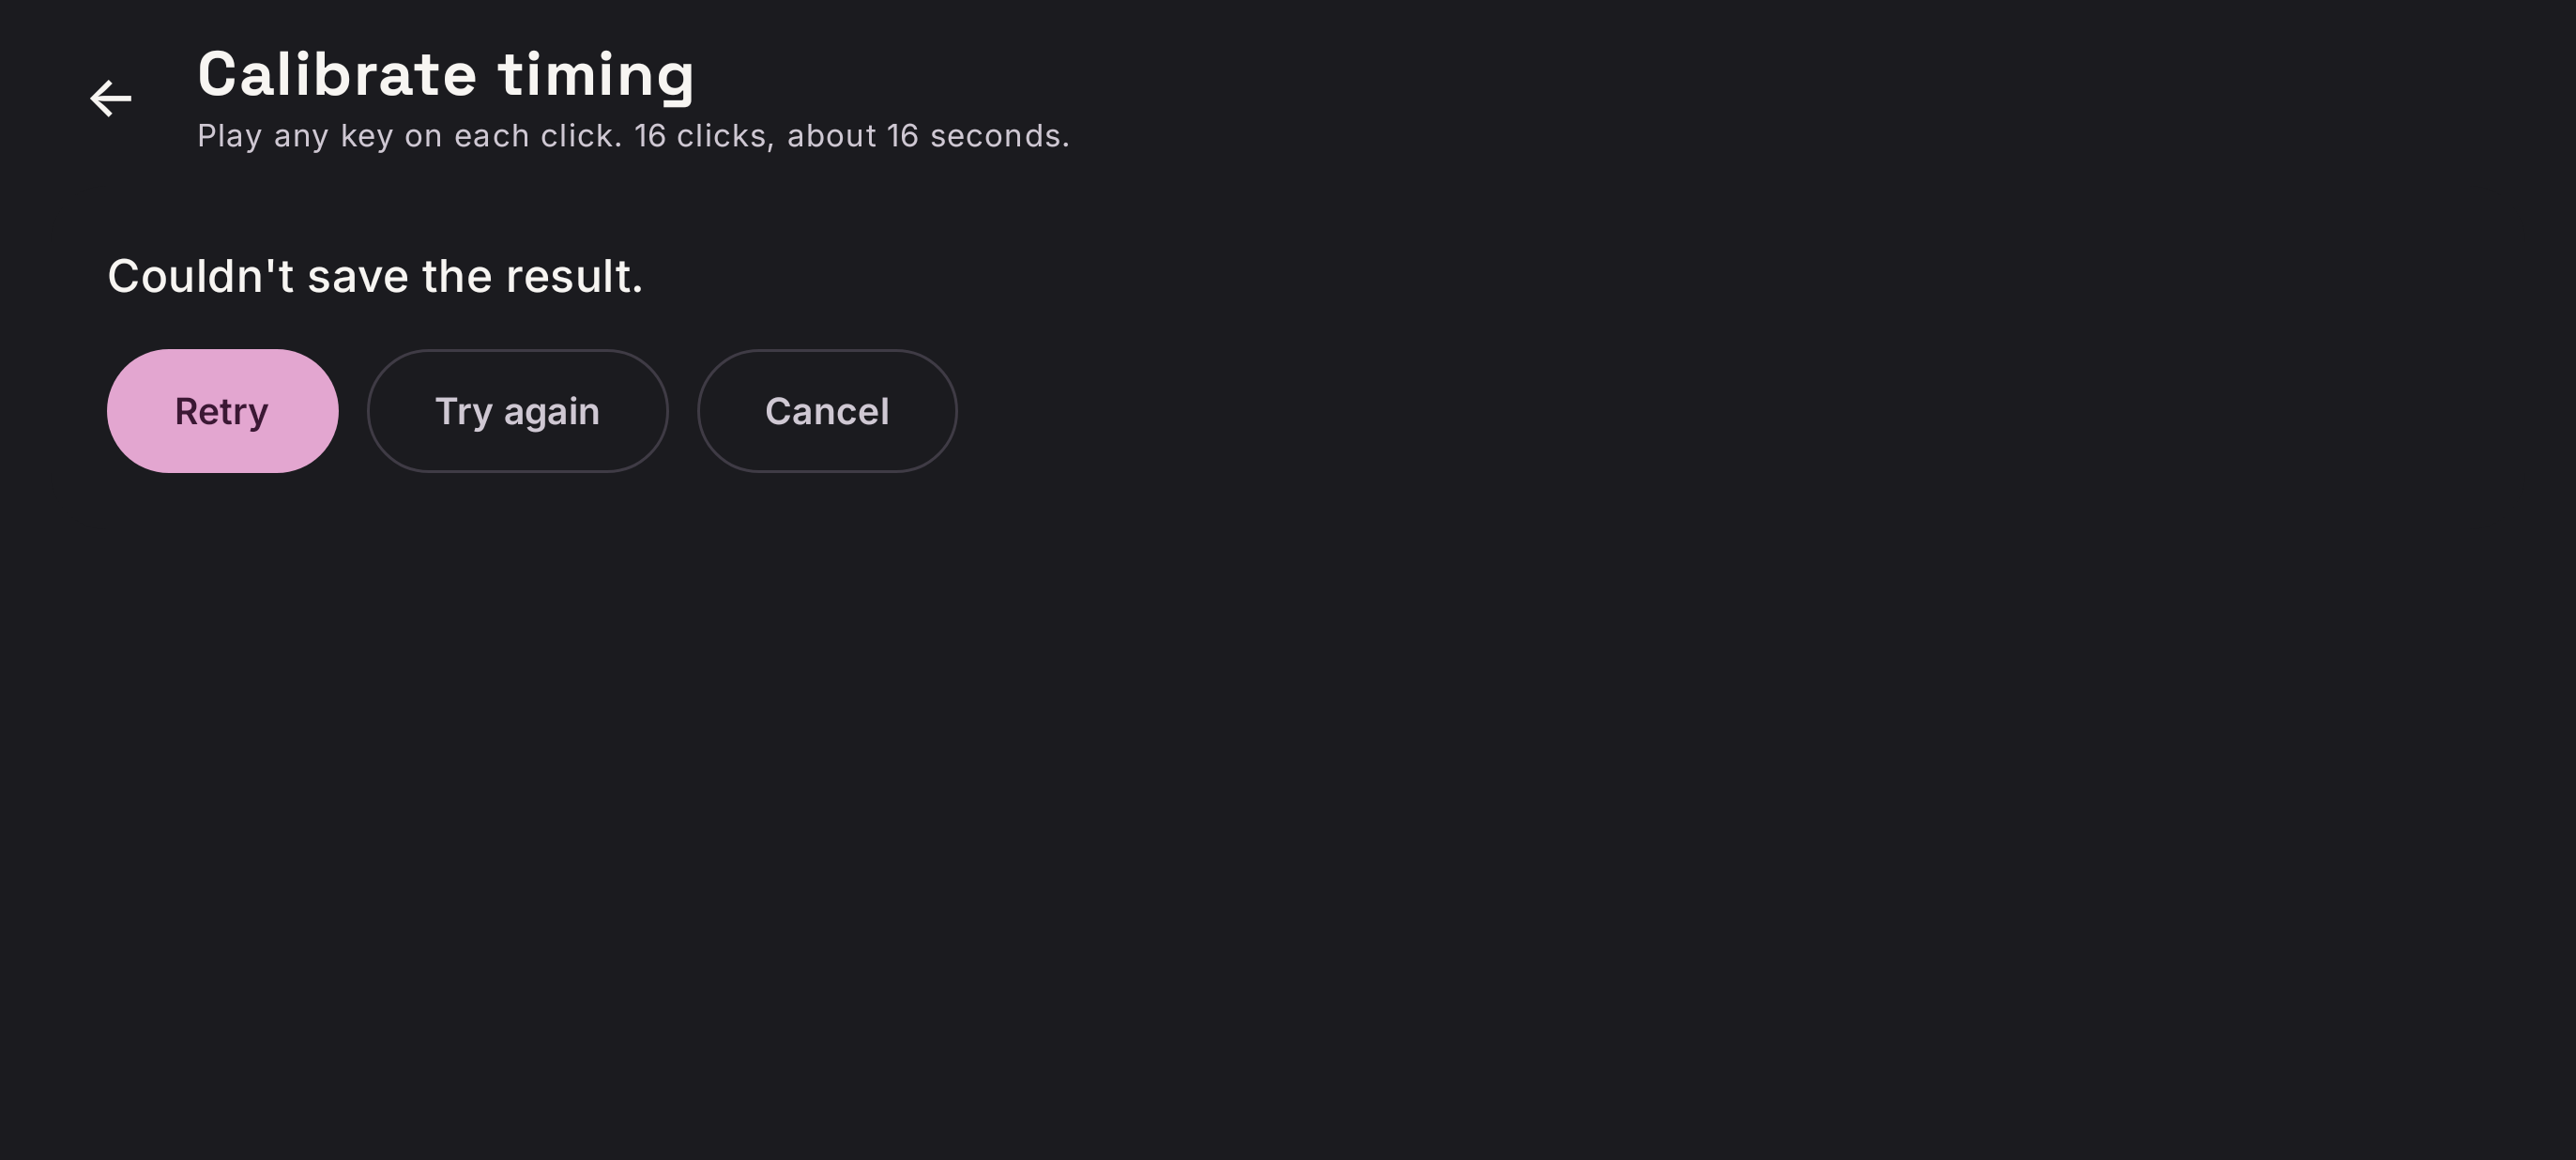 Calibrate timing
Play any key on each click. 16 clicks, about 16 seconds.
Couldn't save the result.
Retry
Try again
Cancel